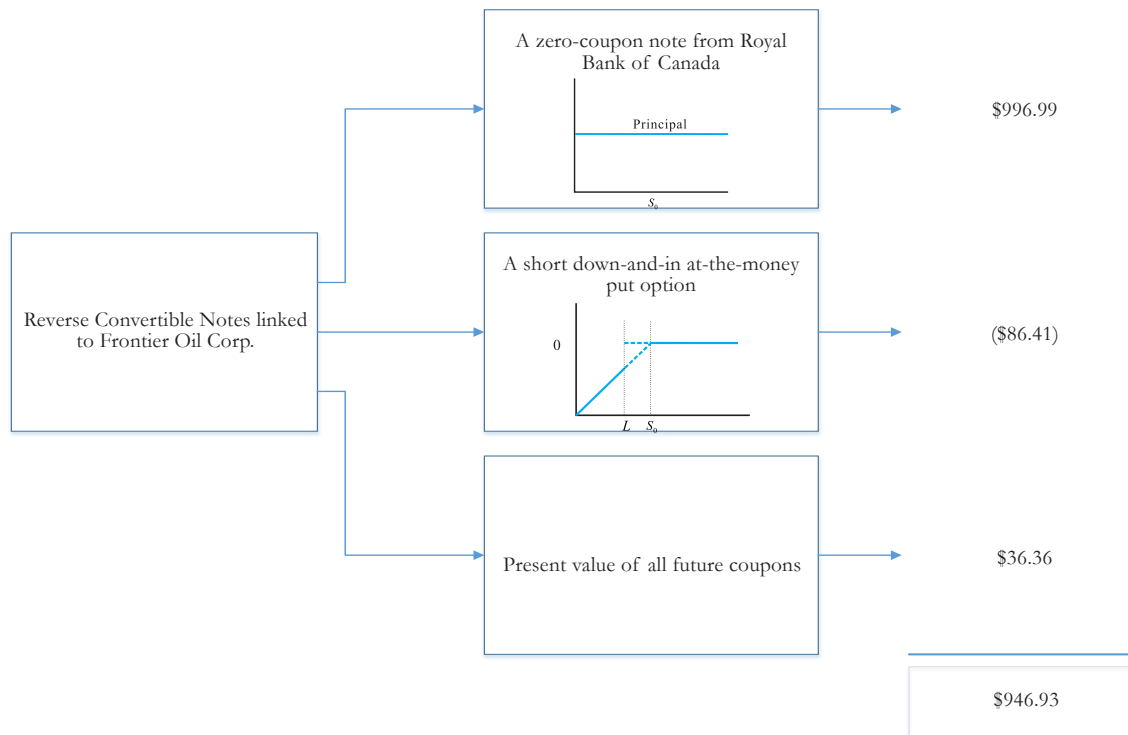 A zero-coupon note from Royal
Bank of Canada
Principal
S₀
$996.99
Reverse Convertible Notes linked
to Frontier Oil Corp.
A short down-and-in at-the-money
put option
0
L
S₀
($86.41)
Present value of all future coupons
$36.36
$946.93